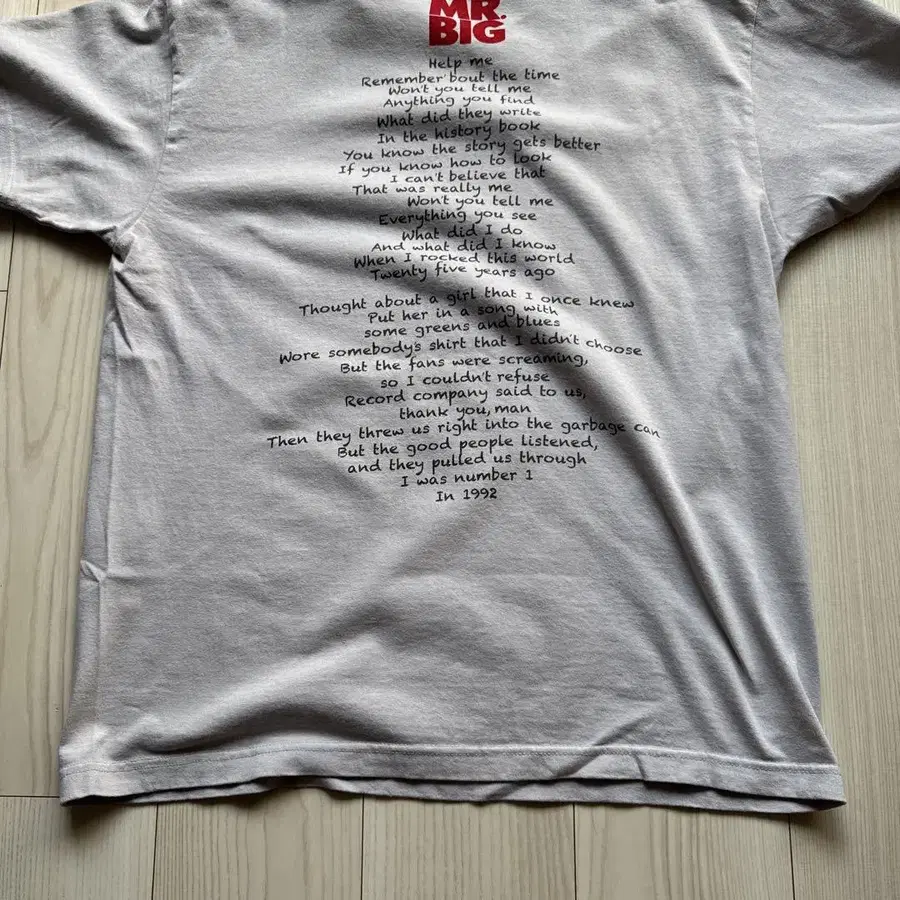 MR.
BIG
Help me
Remember 'bout the time
Won't you tell me
Anything you find
What did they write
In the history book
You know the story gets better
If you know how to look
I can't believe that
That was really me
Won't you tell me
Everything you see
What did I do
And what did I know
When I rocked this world
Twenty five years ago
Thought about a girl that I once knew
Put her in a song with
some greens and blues
Wore somebody's shirt that I didn't choose
But the fans were screaming,
so I couldn't refuse
Record company said to us,
thank you, man
Then they threw us right into the garbage can
But the good people listened,
and they pulled us through
I was number 1
In 1992